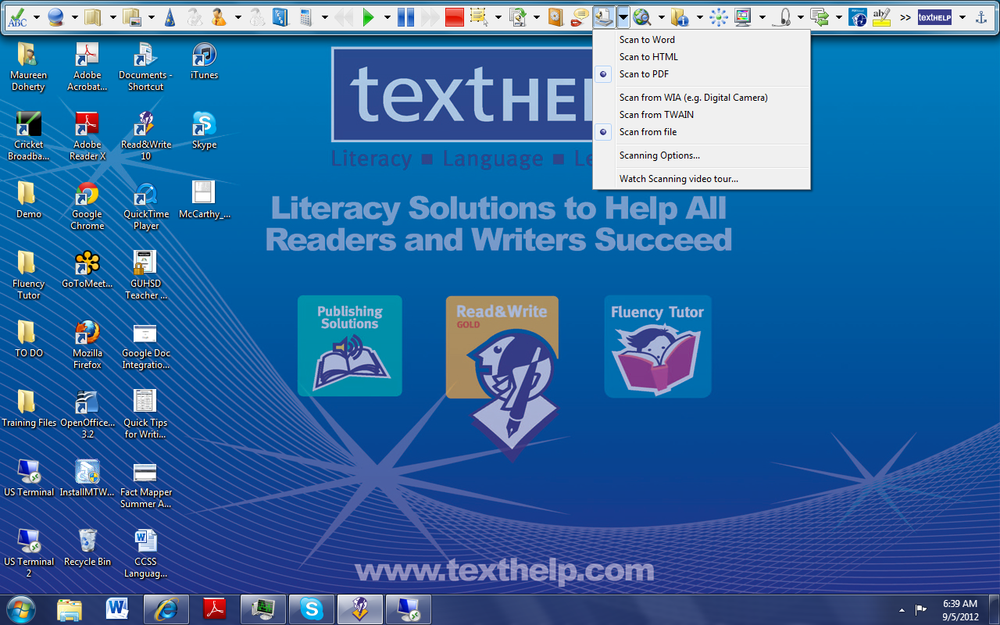 ABC
ab/
>>
textHELP
Scan to Word
Scan to HTML
Scan to PDF
Scan from WIA (e.g. Digital Camera)
Scan from TWAIN
Scan from file
Scanning Options...
Watch Scanning video tour...
Maureen
Doherty
Adobe
Acrobat...
Documents -
Shortcut
iTunes
Cricket
Broadba...
Adobe
Reader X
Read&Write
10
Skype
Demo
Google
Chrome
QuickTime
Player
McCarthy_...
Fluency
Tutor
GoToMeet...
GUHSD
Teacher ...
TO DO
Mozilla
Firefox
Google Doc
Integratio...
Training Files
OpenOffice...
3.2
Quick Tips
for Writi...
US Terminal
InstallMTW...
Fact Mapper
Summer A...
US Terminal
2
Recycle Bin
CCSS
Languag...
textHEL
Literacy ■ Language ■ Le
Literacy Solutions to Help All
Readers and Writers Succeed
Publishing
Solutions
Read&Write
GOLD
Fluency Tutor
www.texthelp.com
6:39 AM
9/5/2012